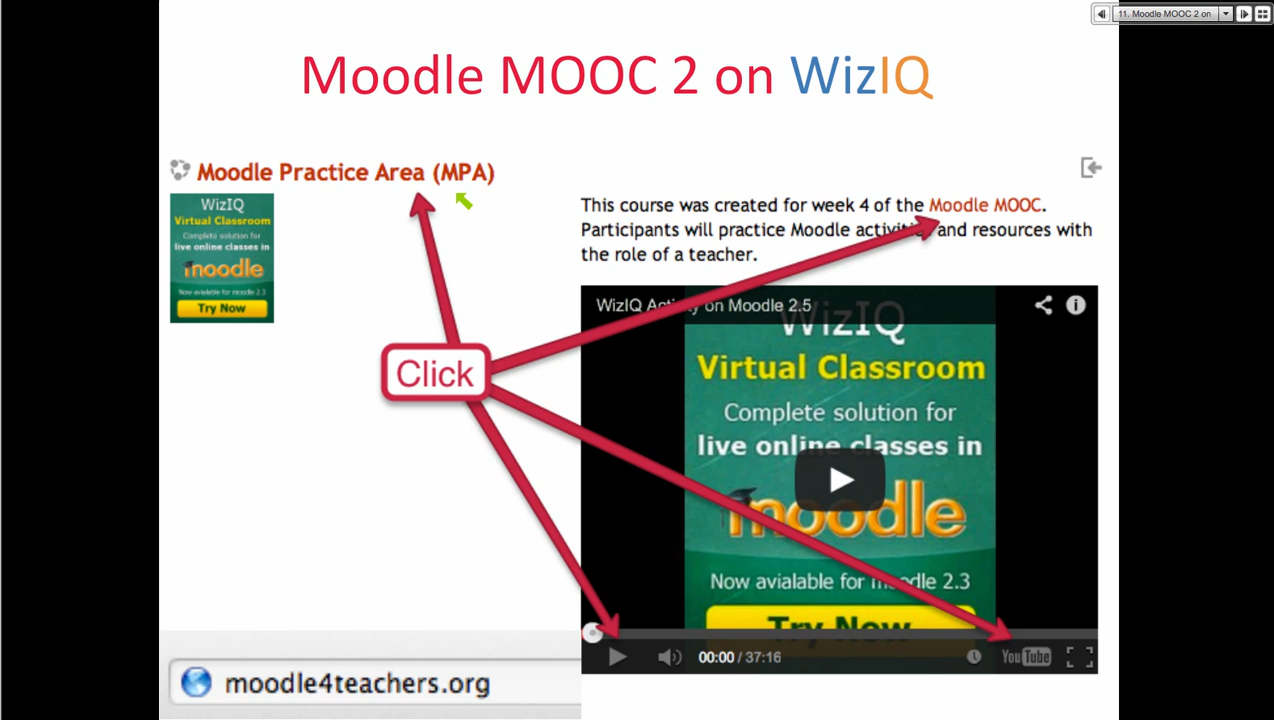 11. Moodle MOOC 2 on
Moodle MOOC 2 on WizIQ
Moodle Practice Area (MPA)
WizIQ
Virtual Classroom
Complete solution for
live online classes in
moodle
Now available for moodle 2.3
Try Now
This course was created for week 4 of the Moodle MOOC.
Participants will practice Moodle activities and resources with
the role of a teacher.
Click
WizIQ Activity on Moodle 2.5
WizIQ
Virtual Classroom
Complete solution for
live online classes in
moodle
Now avialable for moodle 2.3
Try Now
00:00 / 37:16
YouTube
moodle4teachers.org